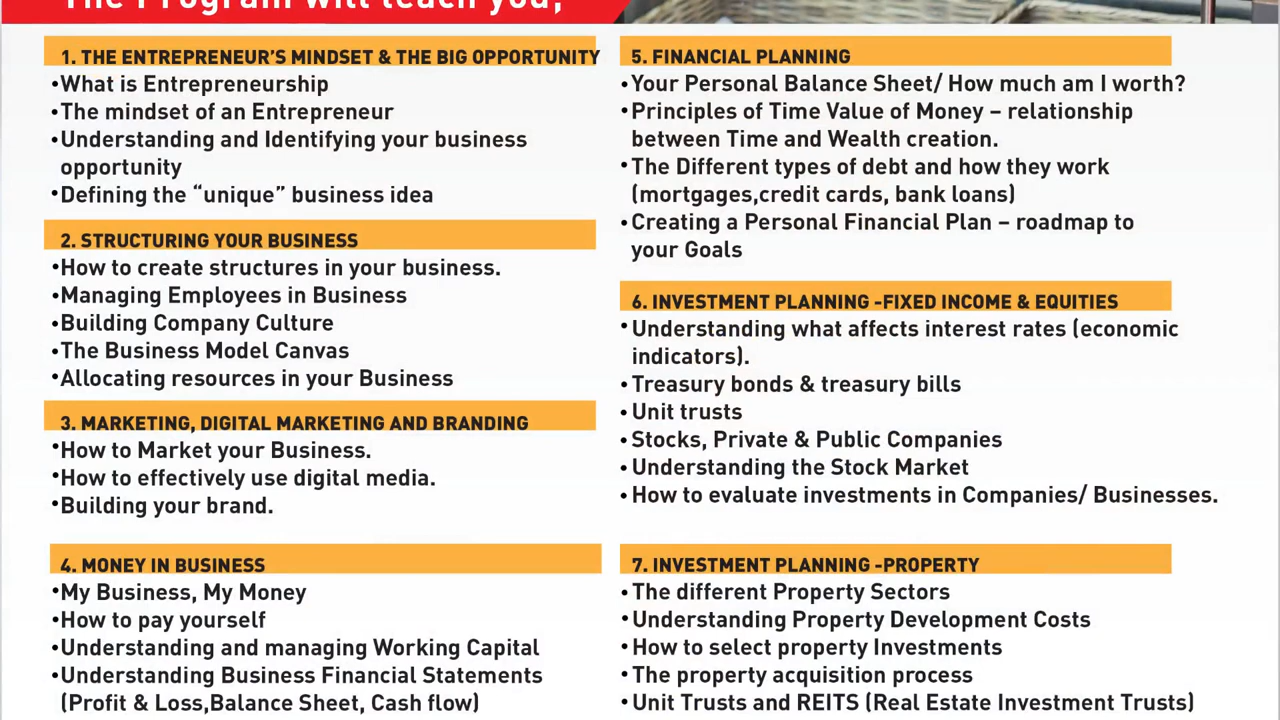 The Program will teach you;
1. THE ENTREPRENEUR'S MINDSET & THE BIG OPPORTUNITY
•What is Entrepreneurship
•The mindset of an Entrepreneur
•Understanding and Identifying your business
opportunity
•Defining the “unique” business idea
2. STRUCTURING YOUR BUSINESS
•How to create structures in your business.
•Managing Employees in Business
•Building Company Culture
•The Business Model Canvas
•Allocating resources in your Business
3. MARKETING, DIGITAL MARKETING AND BRANDING
•How to Market your Business.
•How to effectively use digital media.
•Building your brand.
4. MONEY IN BUSINESS
•My Business, My Money
•How to pay yourself
•Understanding and managing Working Capital
•Understanding Business Financial Statements
(Profit & Loss,Balance Sheet, Cash flow)
5. FINANCIAL PLANNING
•Your Personal Balance Sheet/ How much am I worth?
•Principles of Time Value of Money – relationship
between Time and Wealth creation.
•The Different types of debt and how they work
(mortgages,credit cards, bank loans)
•Creating a Personal Financial Plan – roadmap to
your Goals
6. INVESTMENT PLANNING -FIXED INCOME & EQUITIES
•Understanding what affects interest rates (economic
indicators).
•Treasury bonds & treasury bills
•Unit trusts
•Stocks, Private & Public Companies
•Understanding the Stock Market
•How to evaluate investments in Companies/ Businesses.
7. INVESTMENT PLANNING -PROPERTY
•The different Property Sectors
•Understanding Property Development Costs
•How to select property Investments
•The property acquisition process
•Unit Trusts and REITS (Real Estate Investment Trusts)